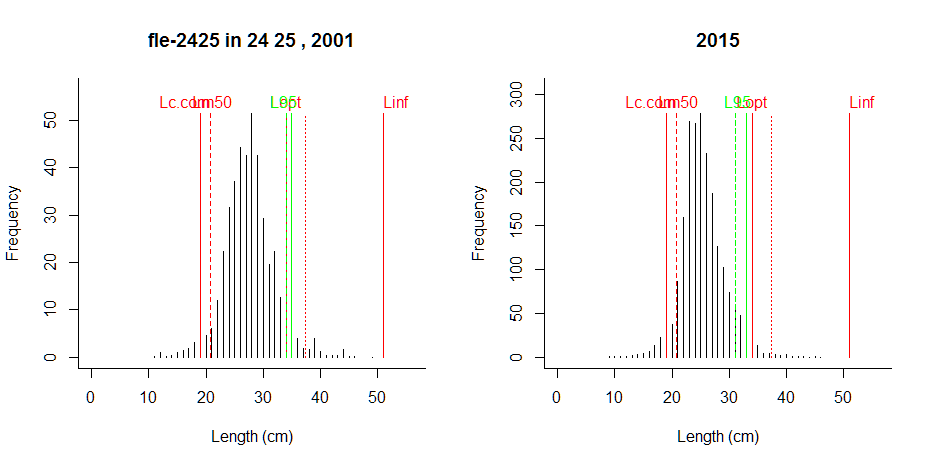 fle-2425 in 24 25 , 2001
Lc.com
Lm50
L95
Lopt
Linf
Frequency
50
40
30
20
10
0
0 10 20 30 40 50
Length (cm)
2015
Lc.com
Lm50
L95
Lopt
Linf
Frequency
300
250
200
150
100
50
0
0 10 20 30 40 50
Length (cm)